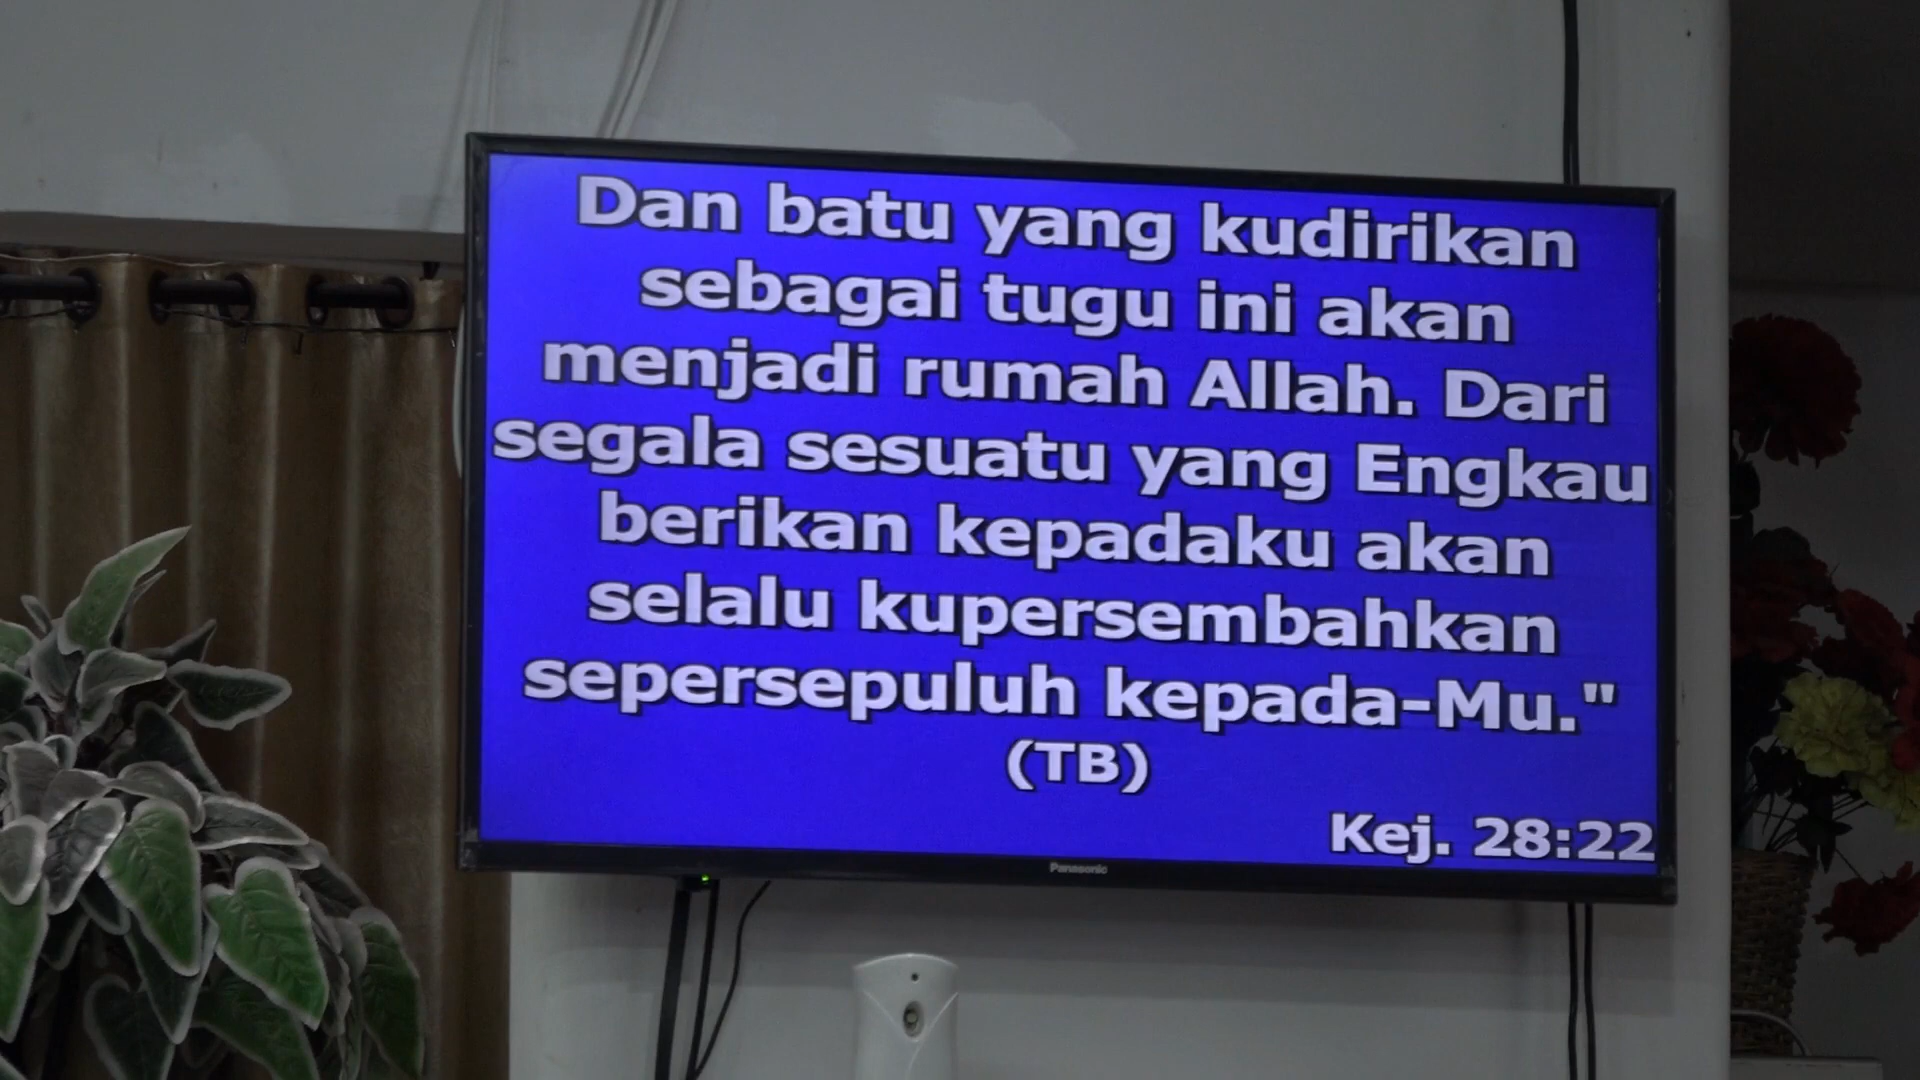 Dan batu yang kudirikan
sebagai tugu ini akan
menjadi rumah Allah. Dari
segala sesuatu yang Engkau
berikan kepadaku akan
selalu kupersembahkan
sepersepuluh kepada-Mu."
(TB)
Kej. 28:22
Panasonic